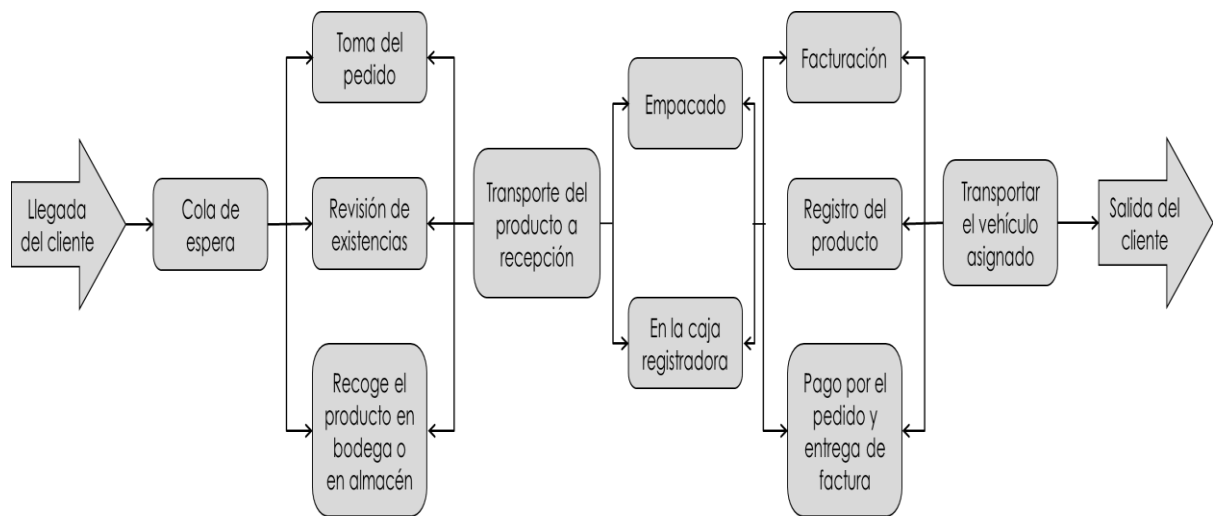 Llegada
del cliente
Cola de
espera
Toma del
pedido
Revisión de
existencias
Recoge el
producto en
bodega o
en almacén
Transporte del
producto a
recepción
Empacado
En la caja
registradora
Facturación
Registro del
producto
Pago por el
pedido y
entrega de
factura
Transportar
el vehículo
asignado
Salida del
cliente